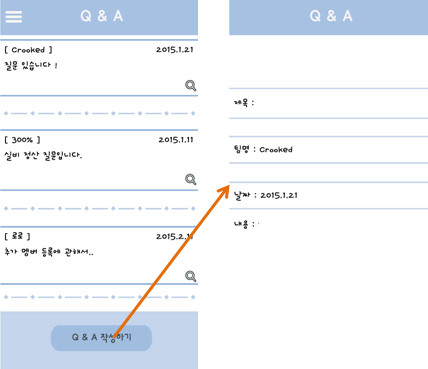 Q & A
[ Crooked ] 2015.1.21
질문 있습니다 !
[ 300% ] 2015.1.11
실비 정산 질문입니다.
[ 로로 ] 2015.2.11
추가 멤버 등록에 관해서..
Q & A 작성하기
Q & A
제목 :
팀명 : Crooked
날짜 : 2015.1.21
내용 :